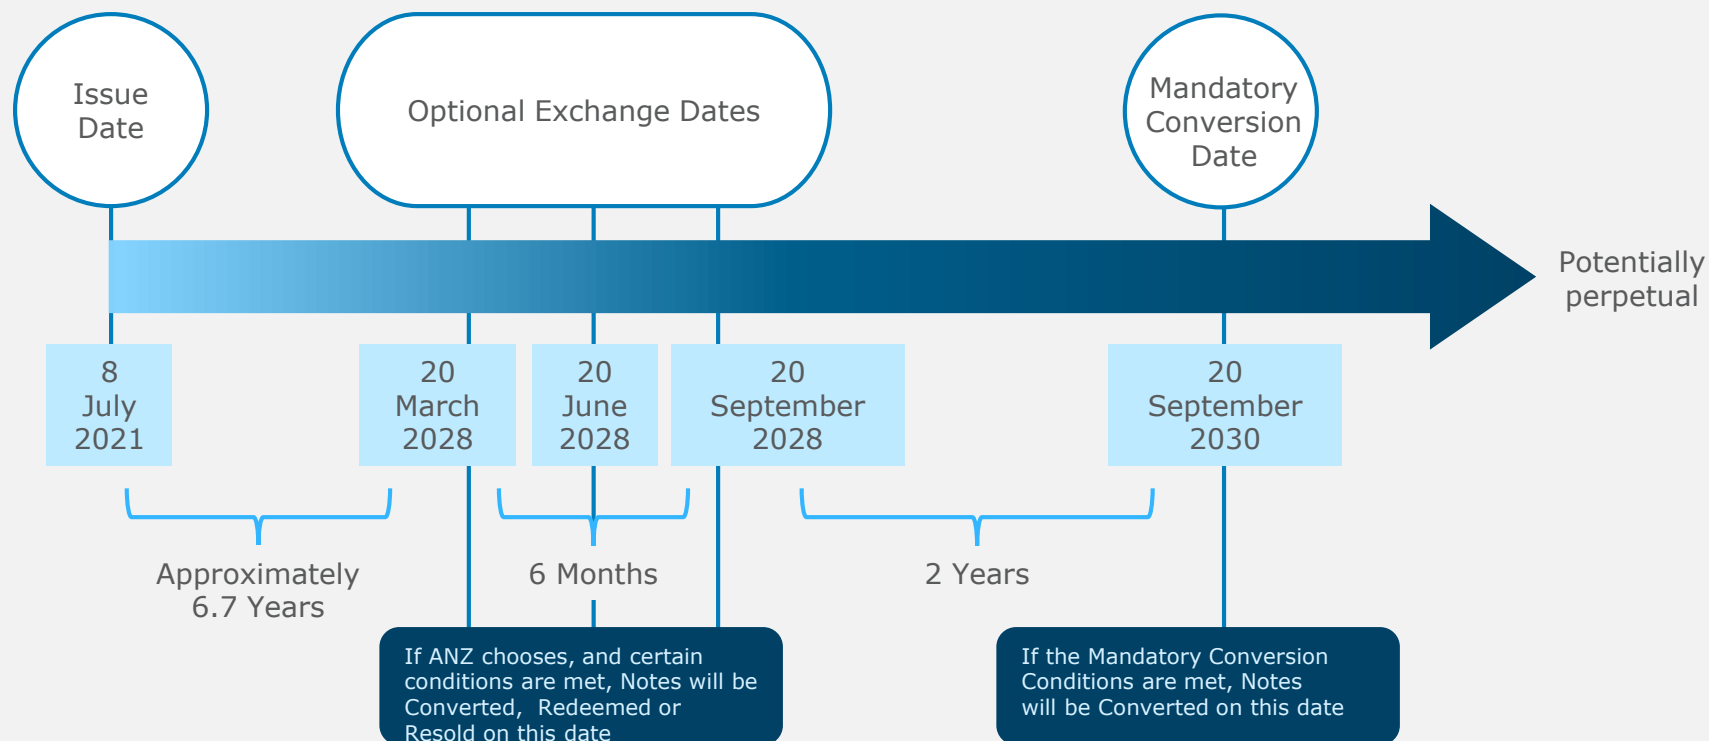 Issue
Date
Optional Exchange Dates
Mandatory
Conversion
Date
Potentially
perpetual
8
July
2021
20
March
2028
20
June
2028
20
September
2028
20
September
2030
Approximately
6.7 Years
6 Months
2 Years
If ANZ chooses, and certain
conditions are met, Notes will be
Converted,  Redeemed or
Resold on this date
If the Mandatory Conversion
Conditions are met, Notes
will be Converted on this date